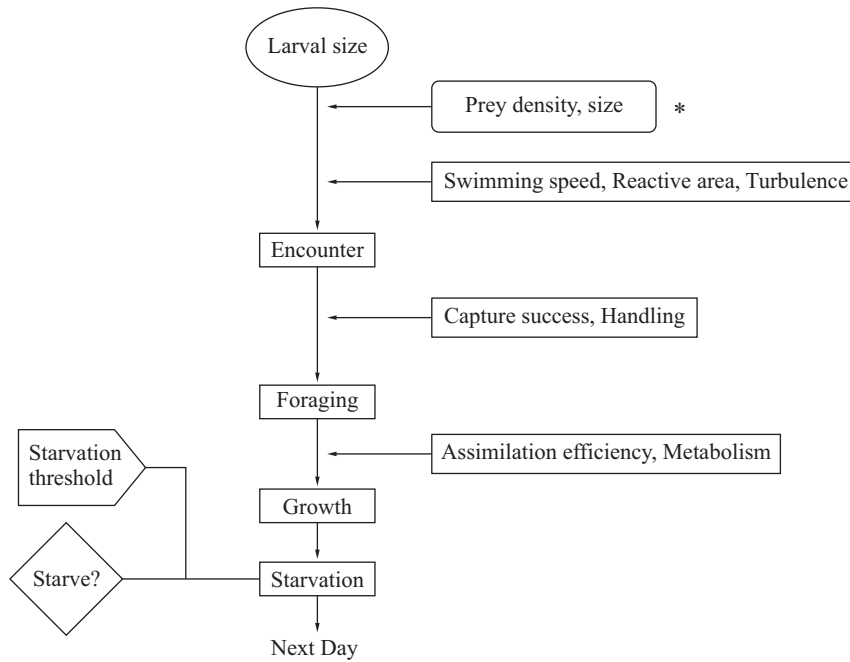 Larval size
Prey density, size *
Swimming speed, Reactive area, Turbulence
Encounter
Capture success, Handling
Foraging
Starvation
threshold
Assimilation efficiency, Metabolism
Growth
Starve?
Starvation
Next Day